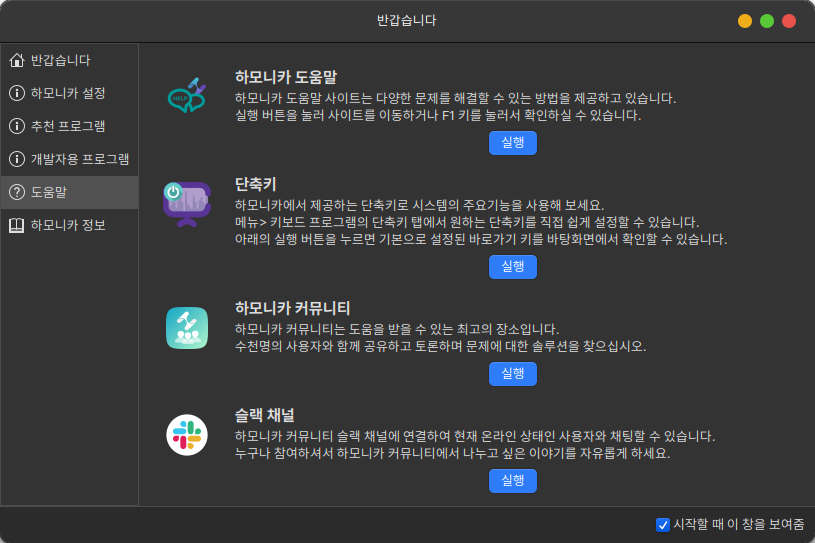 반갑습니다
반갑습니다
하모니카 설정
추천 프로그램
개발자용 프로그램
도움말
하모니카 정보
HELP
하모니카 도움말
하모니카 도움말 사이트는 다양한 문제를 해결할 수 있는 방법을 제공하고 있습니다.
실행 버튼을 눌러 사이트를 이동하거나 F1 키를 눌러서 확인하실 수 있습니다.
실행
단축키
하모니카에서 제공하는 단축키로 시스템의 주요기능을 사용해 보세요.
메뉴> 키보드 프로그램의 단축키 탭에서 원하는 단축키를 직접 쉽게 설정할 수 있습니다.
아래의 실행 버튼을 누르면 기본으로 설정된 바로가기 키를 바탕화면에서 확인할 수 있습니다.
실행
하모니카 커뮤니티
하모니카 커뮤니티는 도움을 받을 수 있는 최고의 장소입니다.
수천명의 사용자와 함께 공유하고 토론하며 문제에 대한 솔루션을 찾으십시오.
실행
슬랙 채널
하모니카 커뮤니티 슬랙 채널에 연결하여 현재 온라인 상태인 사용자와 채팅할 수 있습니다.
누구나 참여하셔서 하모니카 커뮤니티에서 나누고 싶은 이야기를 자유롭게 하세요.
실행
시작할 때 이 창을 보여줌